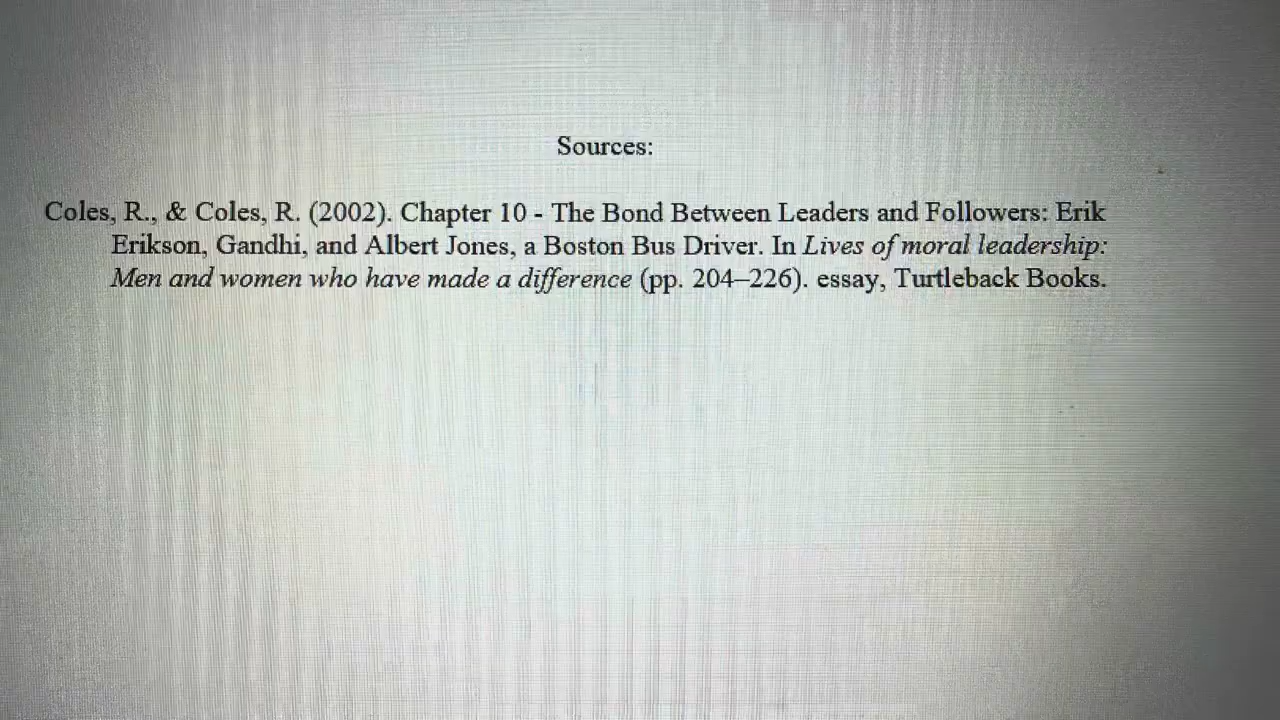 Sources:
Coles, R., & Coles, R. (2002). Chapter 10 - The Bond Between Leaders and Followers: Erik
Erikson, Gandhi, and Albert Jones, a Boston Bus Driver. In Lives of moral leadership:
Men and women who have made a difference (pp. 204–226). essay, Turtleback Books.